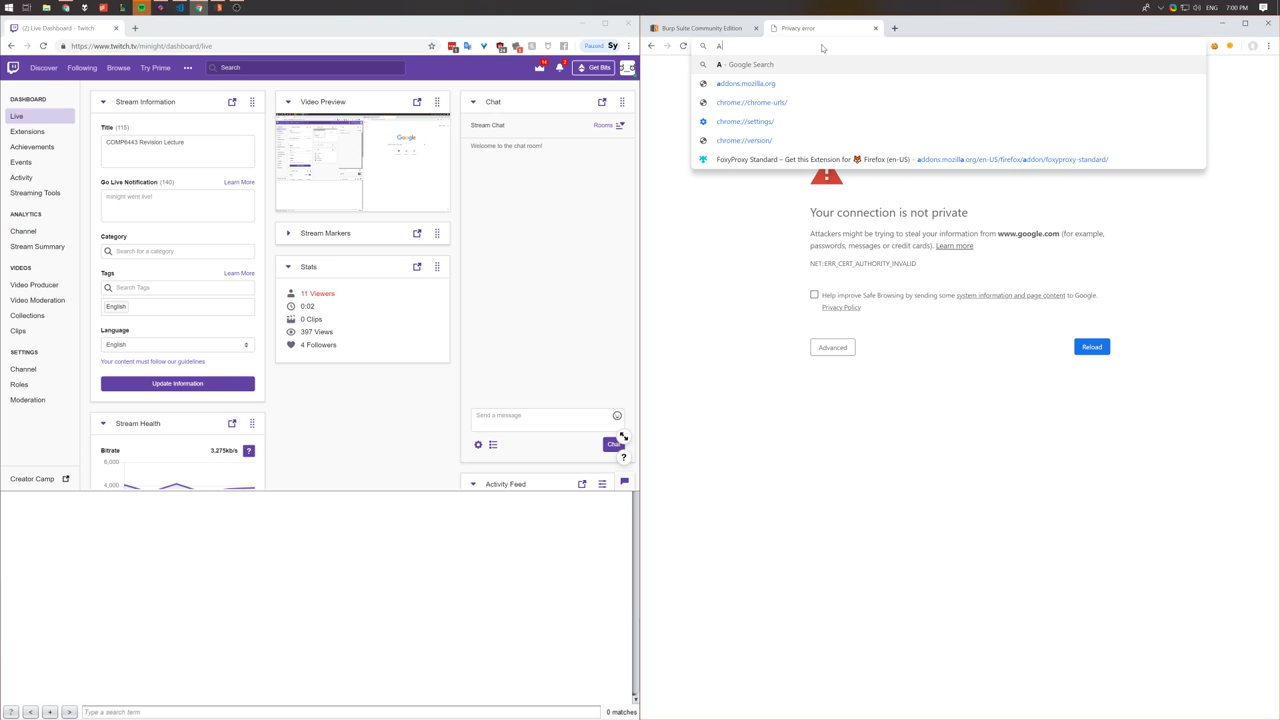 7:00 PM
(2) Live Dashboard - Twitch
https://www.twitch.tv/minight/dashboard/live
Paused
Sy
Discover
Following
Browse
Try Prime
Search
Get Bits
DASHBOARD
Live
Extensions
Achievements
Events
Activity
Streaming Tools
ANALYTICS
Channel
Stream Summary
VIDEOS
Video Producer
Video Moderation
Collections
Clips
SETTINGS
Channel
Roles
Moderation
Creator Camp
Stream Information
Title (115)
COMP6443 Revision Lecture
Go Live Notification (140)
Learn More
minight went live!
Category
Search for a category
Tags
Learn More
Search Tags
English
Language
English
Your content must follow our guidelines
Update Information
Stream Health
Bitrate
3,275kb/s
?
6,000
4,000
Video Preview
Google
Stream Markers
Stats
11 Viewers
0:02
0 Clips
397 Views
4 Followers
Chat
Stream Chat
Rooms
Welcome to the chat room!
Send a message
Chat
?
Activity Feed
? < + >
Type a search term
0 matches
Burp Suite Community Edition
Privacy error
A
A - Google Search
addons.mozilla.org
chrome://chrome-urls/
chrome://settings/
chrome://version/
FoxyProxy Standard – Get this Extension for 🦊 Firefox (en-US) - addons.mozilla.org/en-US/firefox/addon/foxyproxy-standard/
Your connection is not private
Attackers might be trying to steal your information from www.google.com (for example,
passwords, messages or credit cards). Learn more
NET::ERR_CERT_AUTHORITY_INVALID
Help improve Safe Browsing by sending some system information and page content to Google.
Privacy Policy
Advanced
Reload